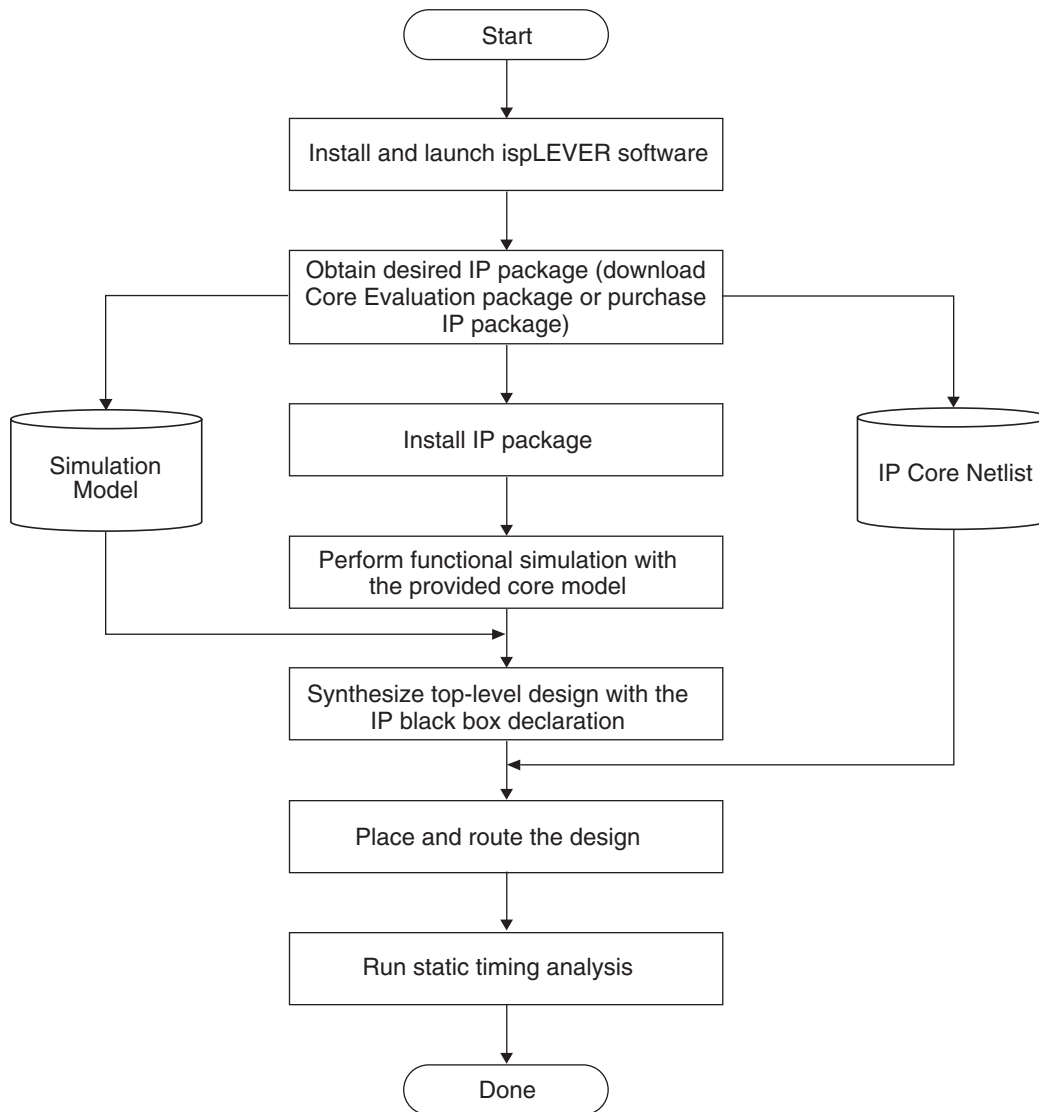 Start
Install and launch ispLEVER software
Obtain desired IP package (download
Core Evaluation package or purchase
IP package)
Simulation
Model
Install IP package
IP Core Netlist
Perform functional simulation with
the provided core model
Synthesize top-level design with the
IP black box declaration
Place and route the design
Run static timing analysis
Done